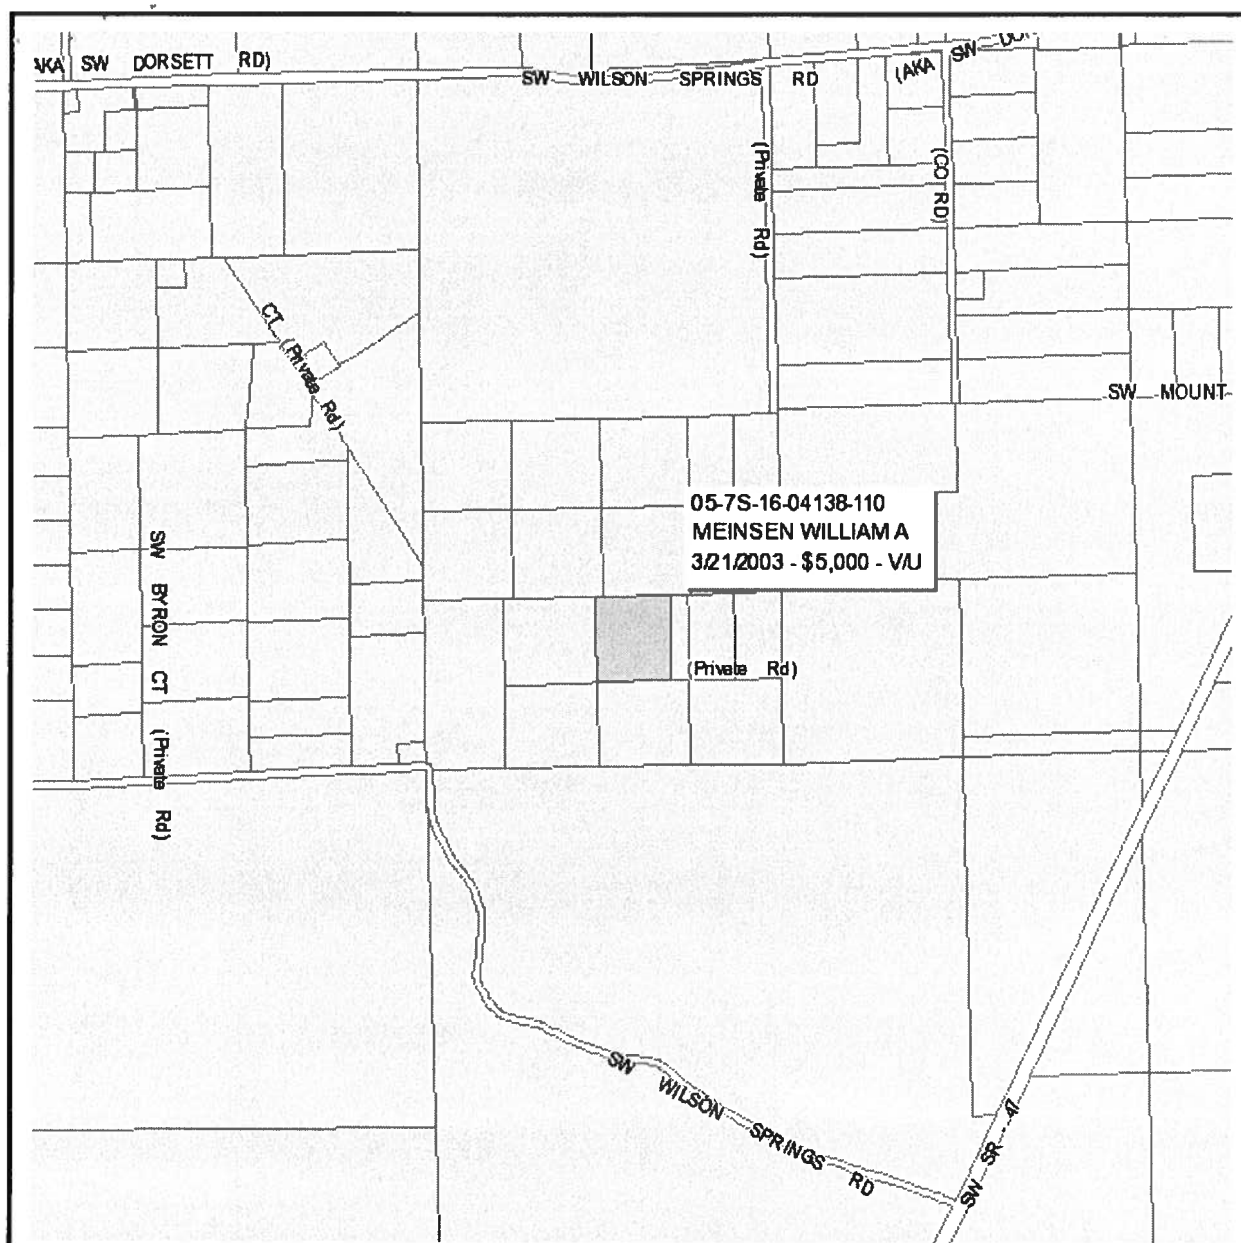 AKA SW DORSETT RD)
SW WILSON SPRINGS RD
(AKA SW DO
(Private Rd)
(CO RD)
CT (Private Rd)
SW MOUNT
05-7S-16-04138-110
MEINSEN WILLIAM A
3/21/2003 - $5,000 - V/U
SW BYRON CT (Private Rd)
(Private Rd)
SW WILSON SPRINGS RD
SW SR 47